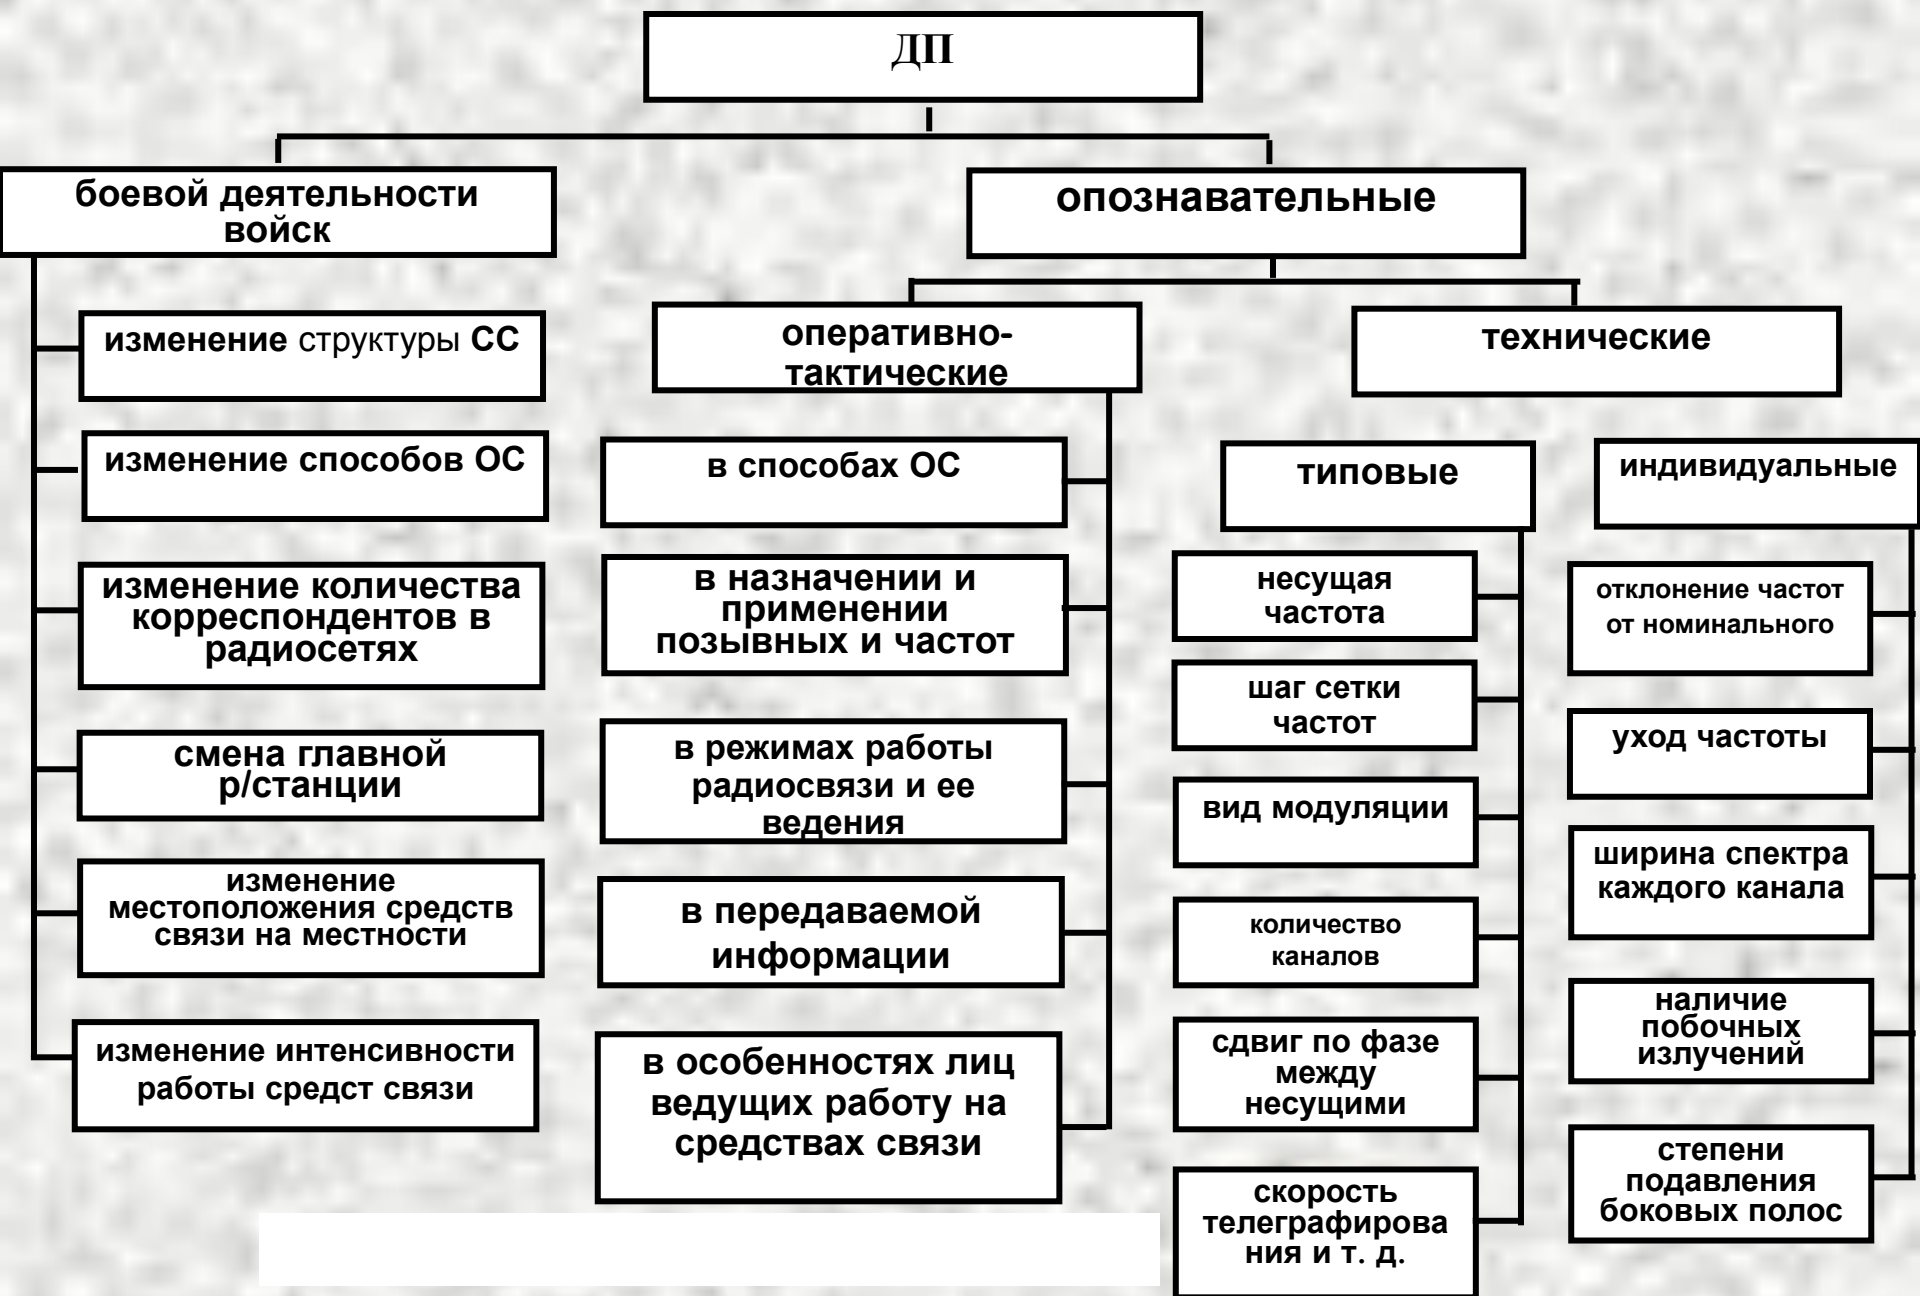 ДП
боевой деятельности
войск
опознавательные
изменение структуры СС
изменение способов ОС
изменение количества
корреспондентов в
радиосетях
смена главной
р/станции
изменение
местоположения средств
связи на местности
изменение интенсивности
работы средст связи
оперативно-
тактические
в способах ОС
в назначении и
применении
позывных и частот
в режимах работы
радиосвязи и ее
ведения
в передаваемой
информации
в особенностях лиц
ведущих работу на
средствах связи
технические
типовые
несущая
частота
шаг сетки
частот
вид модуляции
количество
каналов
сдвиг по фазе
между
несущими
скорость
телеграфирова
ния и т. д.
индивидуальные
отклонение частот
от номинального
уход частоты
ширина спектра
каждого канала
наличие
побочных
излучений
степени
подавления
боковых полос